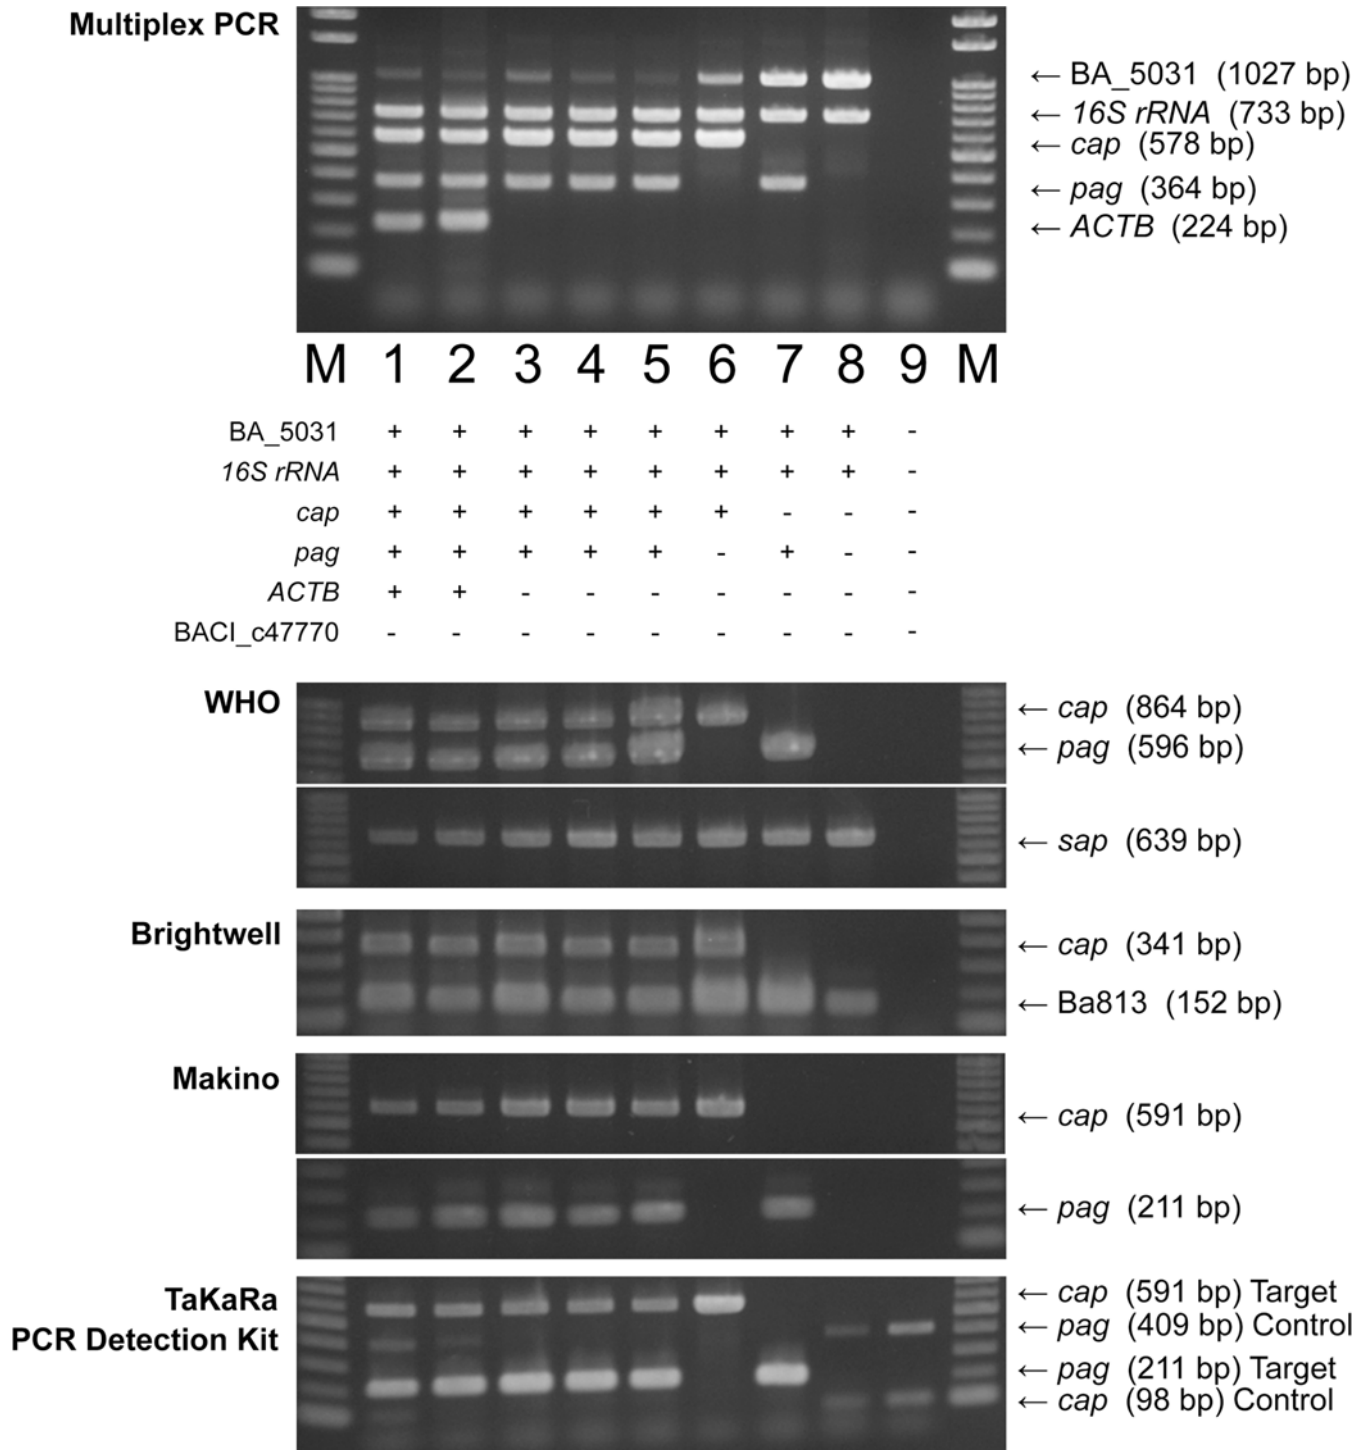 Multiplex PCR
← BA_5031 (1027 bp)
← 16S rRNA (733 bp)
← cap (578 bp)
← pag (364 bp)
← ACTB (224 bp)
M 1 2 3 4 5 6 7 8 9 M
BA_5031 + + + + + + + + -
16S rRNA + + + + + + + + -
cap + + + + + + - - -
pag + + + + + - + - -
ACTB + + - - - - - - -
BACI_c47770 - - - - - - - - -
WHO
← cap (864 bp)
← pag (596 bp)
← sap (639 bp)
Brightwell
← cap (341 bp)
← Ba813 (152 bp)
Makino
← cap (591 bp)
← pag (211 bp)
TaKaRa
PCR Detection Kit
← cap (591 bp) Target
← pag (409 bp) Control
← pag (211 bp) Target
← cap (98 bp) Control